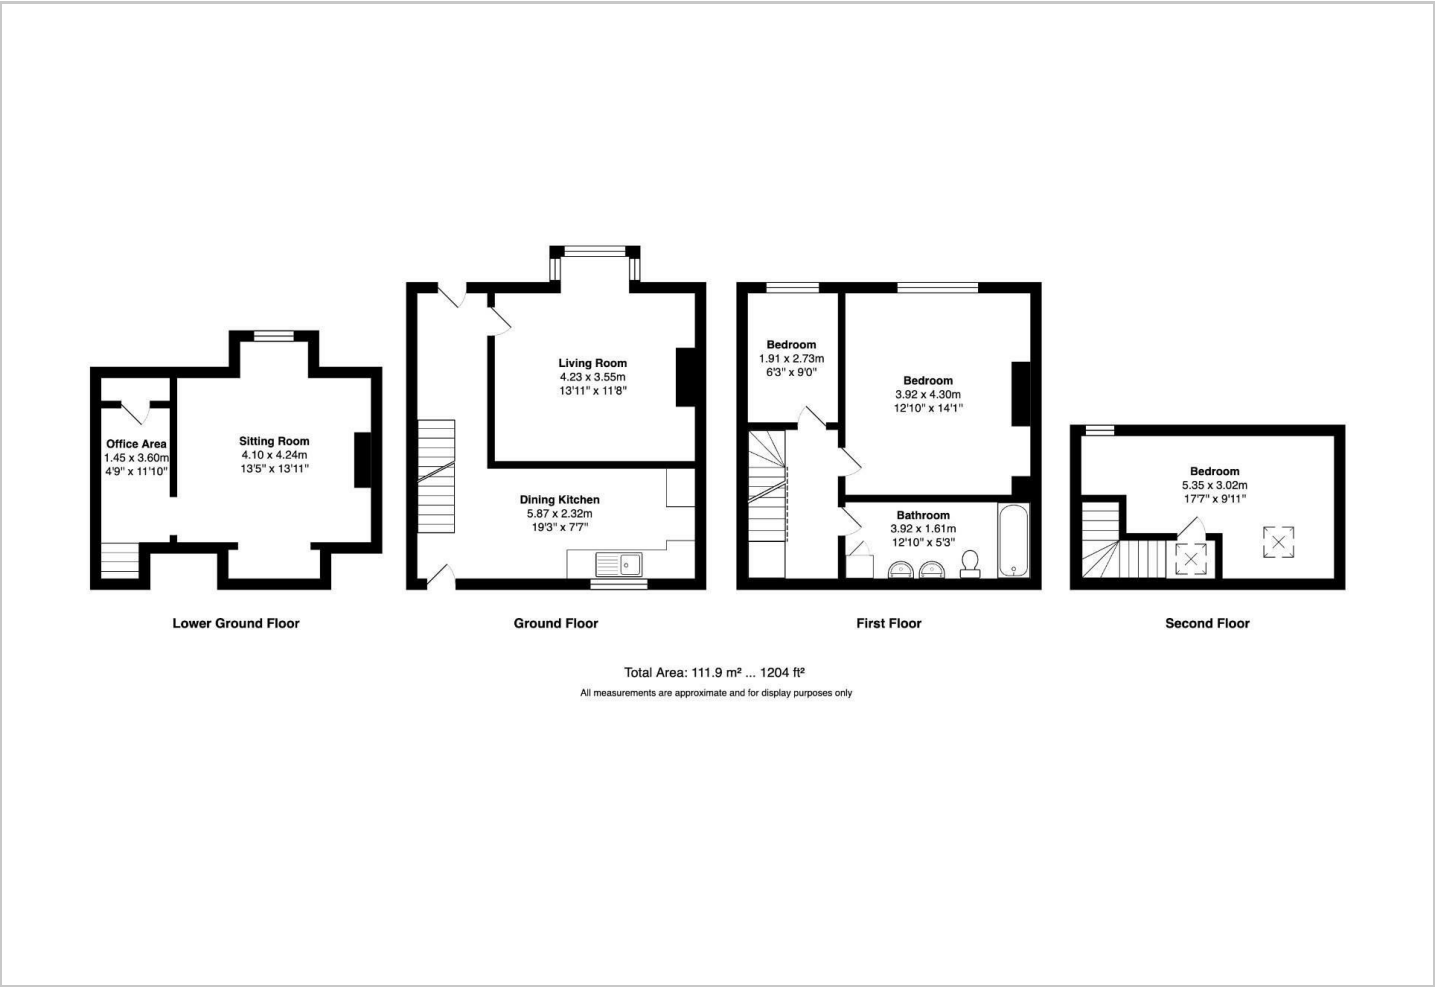 Office Area
1.45 x 3.60m
4'9" x 11'10"
Sitting Room
4.10 x 4.24m
13'5" x 13'11"
Lower Ground Floor
Living Room
4.23 x 3.55m
13'11" x 11'8"
Dining Kitchen
5.87 x 2.32m
19'3" x 7'7"
Ground Floor
Bedroom
1.91 x 2.73m
6'3" x 9'0"
Bedroom
3.92 x 4.30m
12'10" x 14'1"
Bathroom
3.92 x 1.61m
12'10" x 5'3"
First Floor
Bedroom
5.35 x 3.02m
17'7" x 9'11"
Second Floor
Total Area: 111.9 m² ... 1204 ft²
All measurements are approximate and for display purposes only